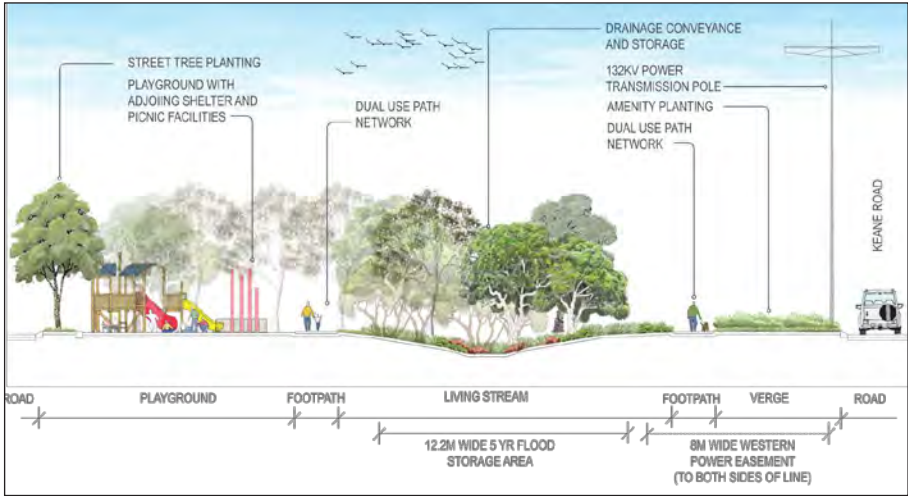 STREET TREE PLANTING
PLAYGROUND WITH
ADJOIING SHELTER AND
PICNIC FACILITIES
DUAL USE PATH
NETWORK
DRAINAGE CONVEYANCE
AND STORAGE
132KV POWER
TRANSMISSION POLE
AMENITY PLANTING
DUAL USE PATH
NETWORK
KEANE ROAD
ROAD
PLAYGROUND
FOOTPATH
LIVING STREAM
FOOTPATH
VERGE
ROAD
12.2M WIDE 5 YR FLOOD
STORAGE AREA
8M WIDE WESTERN
POWER EASEMENT
(TO BOTH SIDES OF LINE)